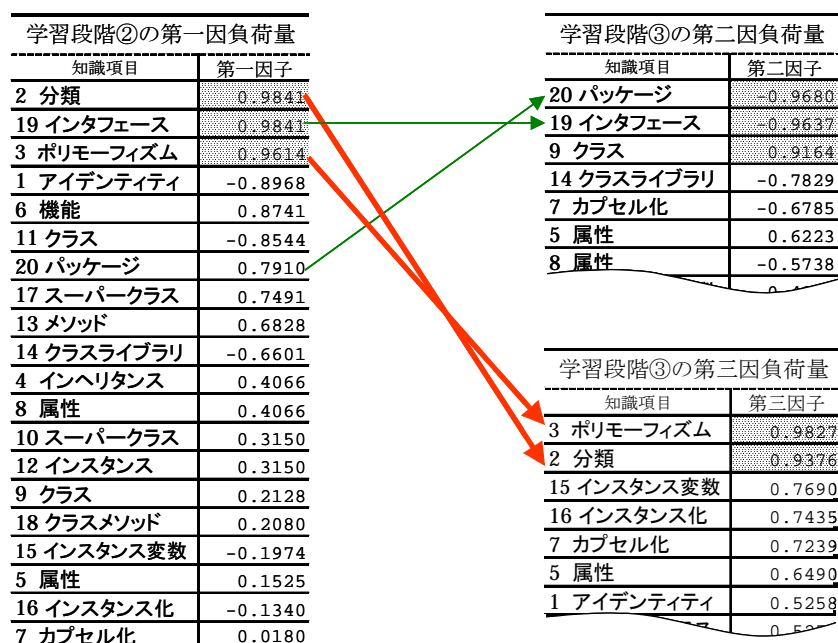 学習段階②の第一因負荷量
知識項目 第一因子
2 分類 0.9841
19 インタフェース 0.9841
3 ポリモーフィズム 0.9614
1 アイデンティティ -0.8968
6 機能 0.8741
11 クラス -0.8544
20 パッケージ 0.7910
17 スーパークラス 0.7491
13 メソッド 0.6828
14 クラスライブラリ -0.6601
4 インヘリタンス 0.4066
8 属性 0.4066
10 スーパークラス 0.3150
12 インスタンス 0.3150
9 クラス 0.2128
18 クラスメソッド 0.2080
15 インスタンス変数 -0.1974
5 属性 0.1525
16 インスタンス化 -0.1340
7 カプセル化 0.0180
学習段階③の第二因負荷量
知識項目 第二因子
20 パッケージ -0.9680
19 インタフェース -0.9637
9 クラス 0.9164
14 クラスライブラリ -0.7829
7 カプセル化 -0.6785
5 属性 0.6223
8 属性 -0.5738
学習段階③の第三因負荷量
知識項目 第三因子
3 ポリモーフィズム 0.9827
2 分類 0.9376
15 インスタンス変数 0.7690
16 インスタンス化 0.7435
7 カプセル化 0.7239
5 属性 0.6490
1 アイデンティティ 0.5258